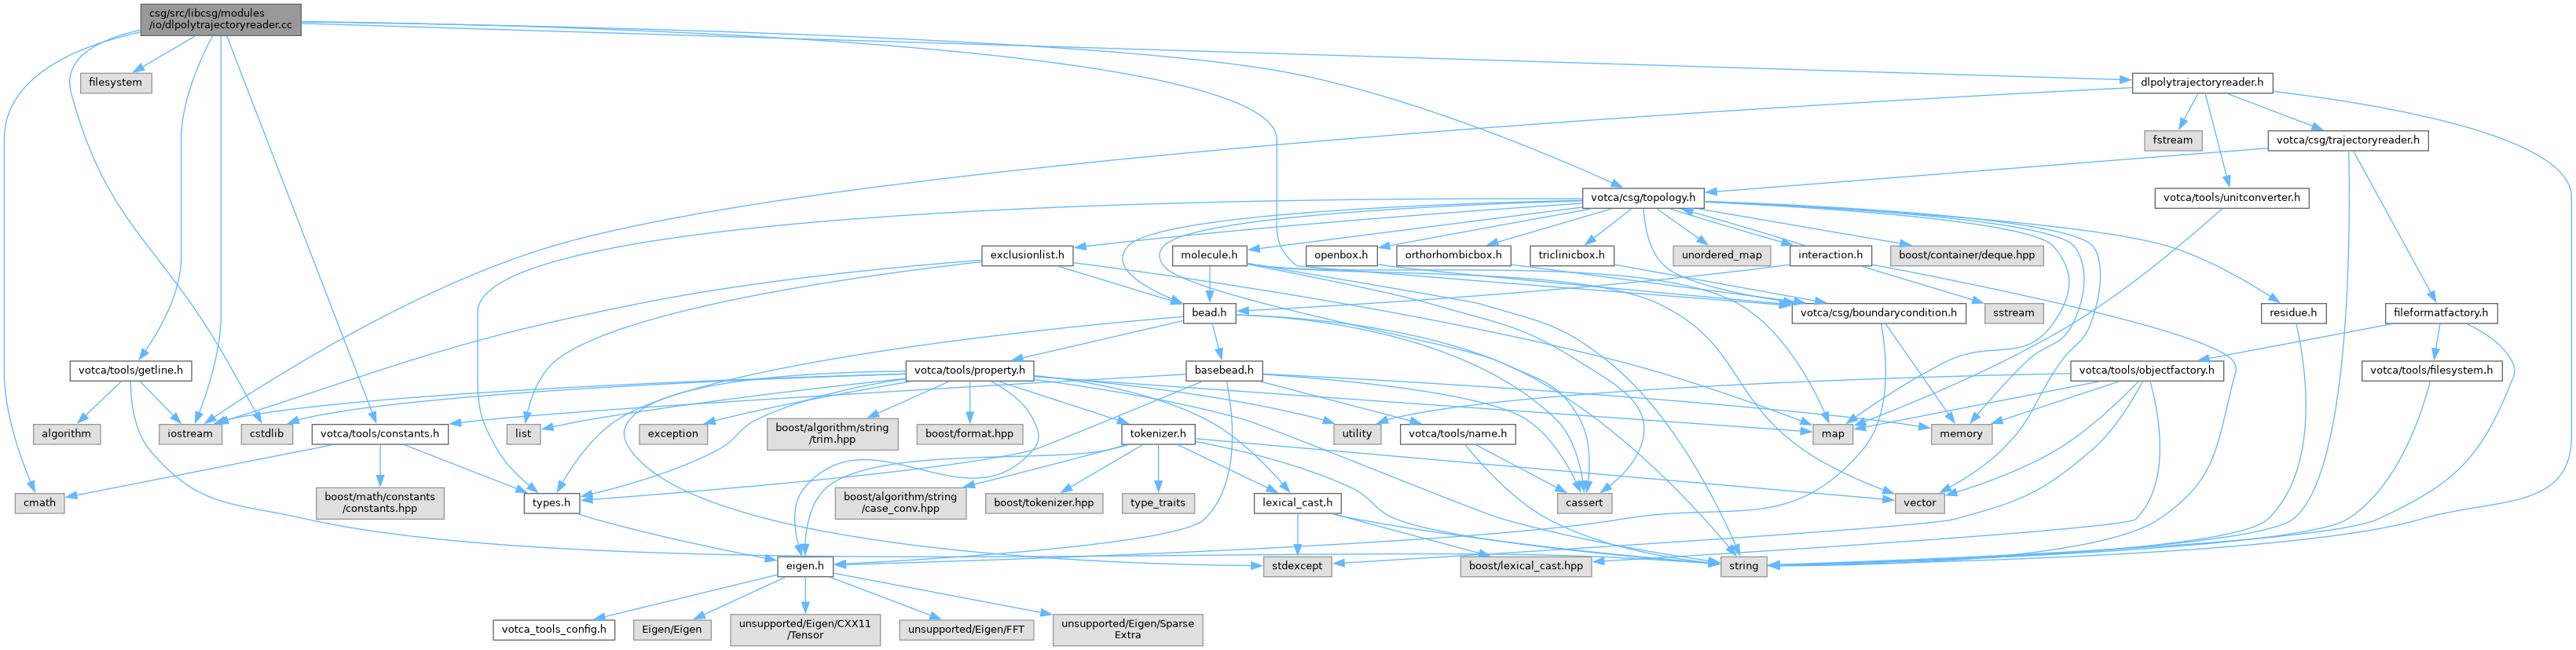 csg/src/libcsg/modules
/io/dlpolytrajectoryreader.cc
filesystem
dlpolytrajectoryreader.h
fstream
votca/csg/trajectoryreader.h
votca/csg/topology.h
votca/tools/unitconverter.h
exclusionlist.h
molecule.h
openbox.h
orthorhombicbox.h
triclinicbox.h
unordered_map
interaction.h
boost/container/deque.hpp
bead.h
votca/csg/boundarycondition.h
sstream
residue.h
fileformatfactory.h
votca/tools/getline.h
votca/tools/property.h
basebead.h
votca/tools/objectfactory.h
votca/tools/filesystem.h
algorithm
iostream
cstdlib
votca/tools/constants.h
list
exception
boost/algorithm/string
/trim.hpp
boost/format.hpp
tokenizer.h
utility
votca/tools/name.h
map
memory
cmath
boost/math/constants
/constants.hpp
types.h
boost/algorithm/string
/case_conv.hpp
boost/tokenizer.hpp
type_traits
lexical_cast.h
cassert
vector
eigen.h
stdexcept
boost/lexical_cast.hpp
string
votca_tools_config.h
Eigen/Eigen
unsupported/Eigen/CXX11
/Tensor
unsupported/Eigen/FFT
unsupported/Eigen/Sparse
Extra